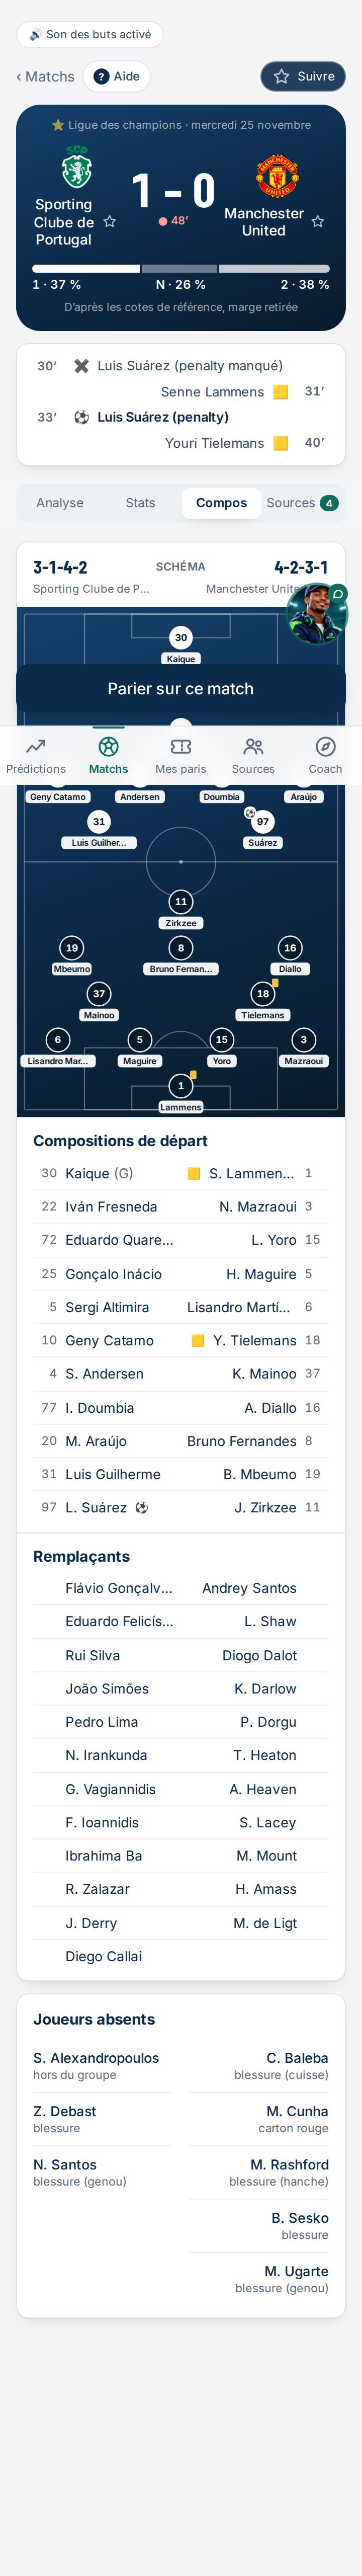 🔊 Son des buts activé
‹ Matchs
? Aide
Suivre
⭐ Ligue des champions · mercredi 25 novembre
SCP
Sporting Clube de Portugal
1 - 0
48’
MANCHESTER UNITED
Manchester United
1 · 37 %
N · 26 %
2 · 38 %
D’après les cotes de référence, marge retirée
30’ Luis Suárez (penalty manqué)
Senne Lammens 31’
33’ Luis Suárez (penalty)
Youri Tielemans 40’
Analyse
Stats
Compos
Sources 4
3-1-4-2
SCHÉMA
4-2-3-1
Sporting Clube de P...
Manchester Unite
30
Kaique
Parier sur ce match
Prédictions
Matchs
Mes paris
Sources
Coach
Geny Catamo
Andersen
Doumbia
Araújo
31
Luis Guilher...
97
Suárez
11
Zirkzee
19
Mbeumo
8
Bruno Fernan...
16
Diallo
37
Mainoo
18
Tielemans
6
Lisandro Mar...
5
Maguire
15
Yoro
3
Mazraoui
1
Lammens
Compositions de départ
30 Kaique (G)
S. Lammen... 1
22 Iván Fresneda
N. Mazraoui 3
72 Eduardo Quare...
L. Yoro 15
25 Gonçalo Inácio
H. Maguire 5
5 Sergi Altimira
Lisandro Martí... 6
10 Geny Catamo
Y. Tielemans 18
4 S. Andersen
K. Mainoo 37
77 I. Doumbia
A. Diallo 16
20 M. Araújo
Bruno Fernandes 8
31 Luis Guilherme
B. Mbeumo 19
97 L. Suárez
J. Zirkzee 11
Remplaçants
Flávio Gonçalv...
Andrey Santos
Eduardo Felicís...
L. Shaw
Rui Silva
Diogo Dalot
João Simões
K. Darlow
Pedro Lima
P. Dorgu
N. Irankunda
T. Heaton
G. Vagiannidis
A. Heaven
F. Ioannidis
S. Lacey
Ibrahima Ba
M. Mount
R. Zalazar
H. Amass
J. Derry
M. de Ligt
Diego Callai
Joueurs absents
S. Alexandropoulos
hors du groupe
C. Baleba
blessure (cuisse)
Z. Debast
blessure
M. Cunha
carton rouge
N. Santos
blessure (genou)
M. Rashford
blessure (hanche)
B. Sesko
blessure
M. Ugarte
blessure (genou)